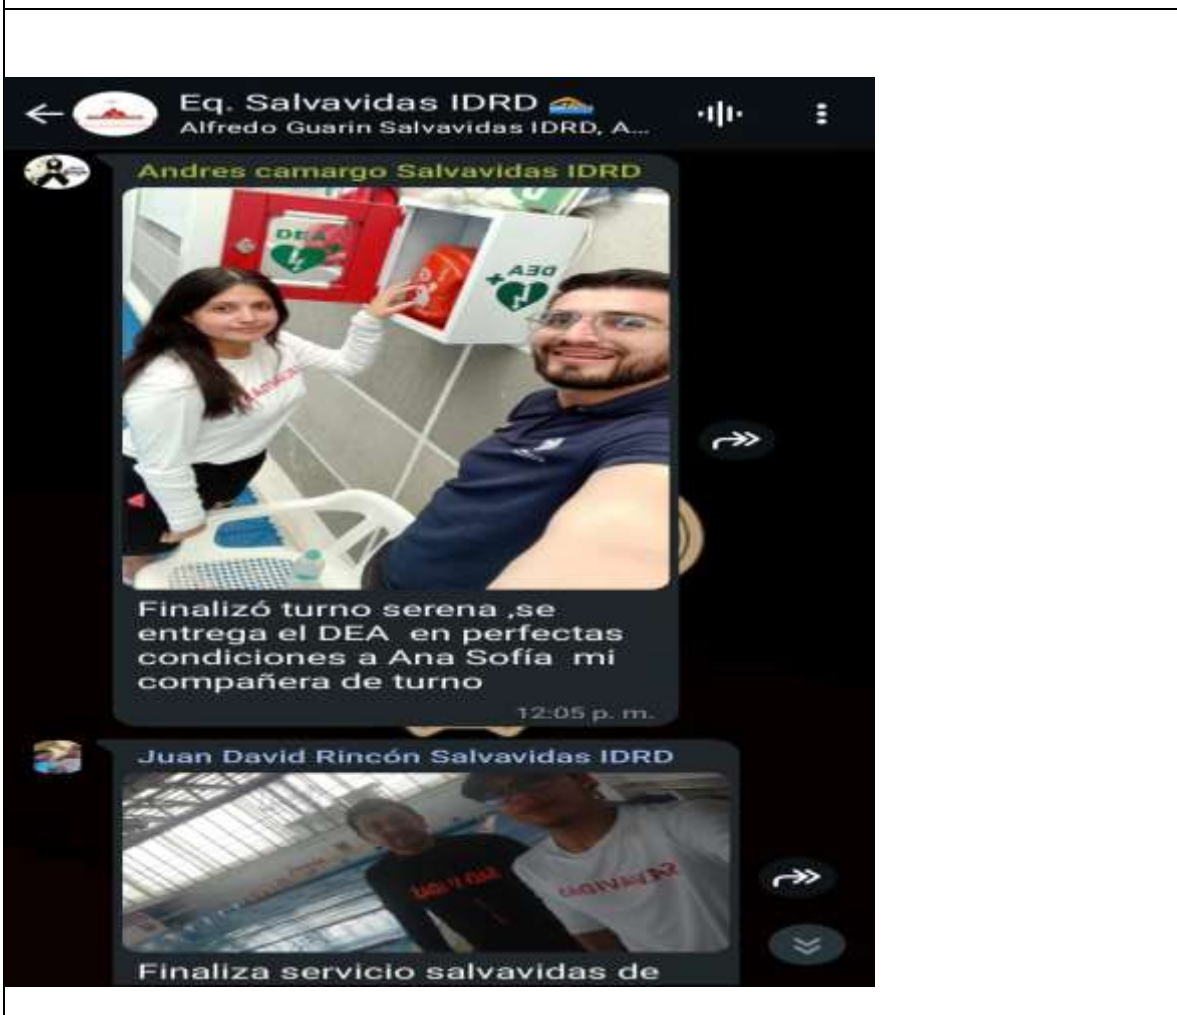 Eq. Salvavidas IDRD
Alfredo Guarin Salvavidas IDRD, A...
Andres camargo Salvavidas IDRD
DEA
DEA
Finalizó turno serena ,se
entrega el DEA en perfectas
condiciones a Ana Sofía mi
compañera de turno
12:05 p. m.
Juan David Rincón Salvavidas IDRD
SALVAVIDAS
Finaliza servicio salvavidas de